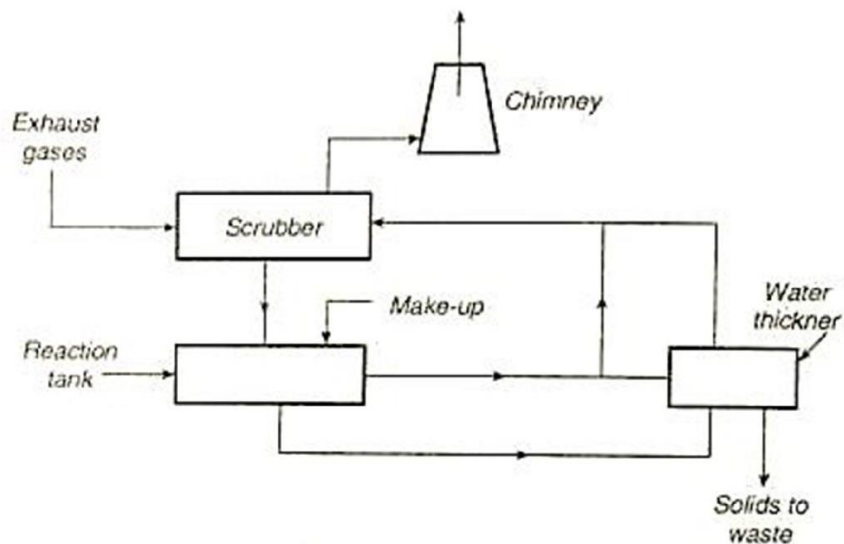 Chimney
Exhaust
gases
Scrubber
Make-up
Water
thickner
Reaction
tank
Solids to
waste